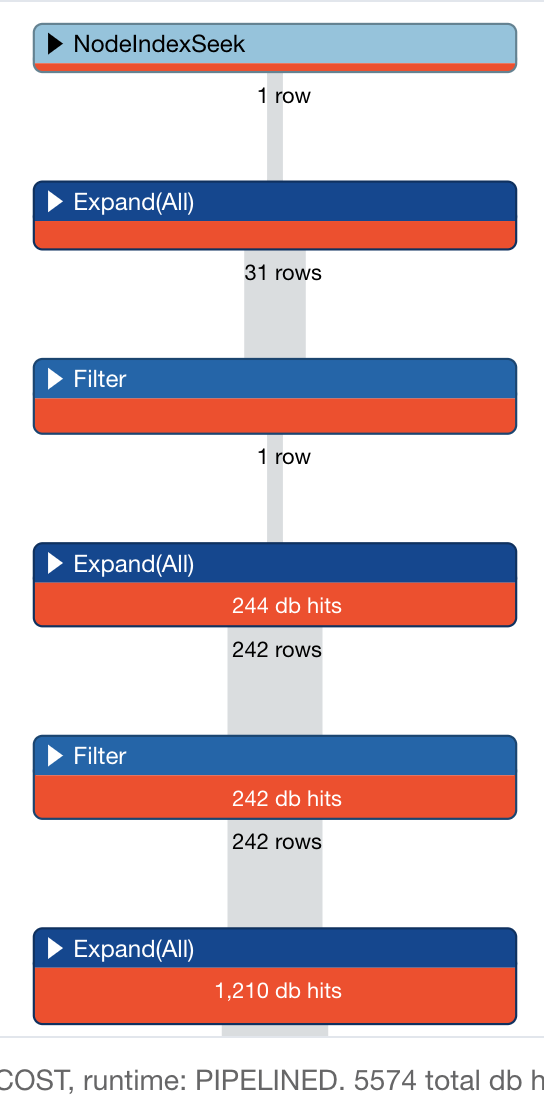 NodeIndexSeek
1 row
Expand(All)
31 rows
Filter
1 row
Expand(All)
244 db hits
242 rows
Filter
242 db hits
242 rows
Expand(All)
1,210 db hits
COST, runtime: PIPELINED. 5574 total db h